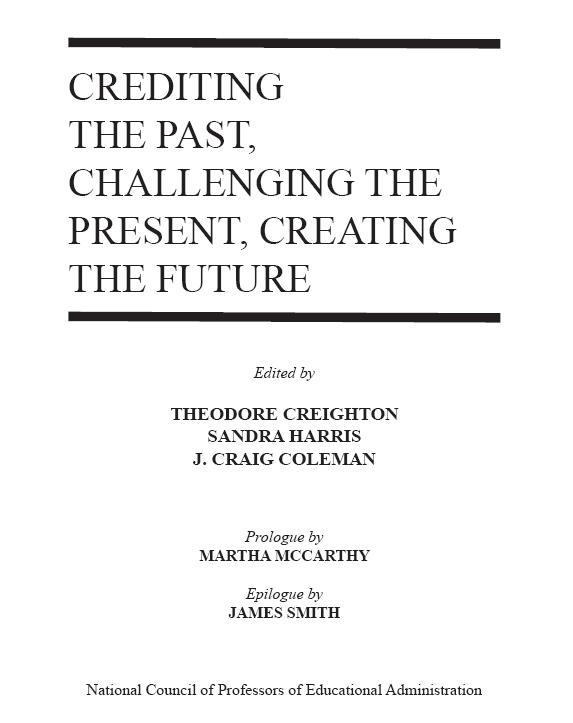 CREDITING
THE PAST,
CHALLENGING THE
PRESENT, CREATING
THE FUTURE
Edited by
THEODORE CREIGHTON
SANDRA HARRIS
J. CRAIG COLEMAN
Prologue by
MARTHA MCCARTHY
Epilogue by
JAMES SMITH
National Council of Professors of Educational Administration